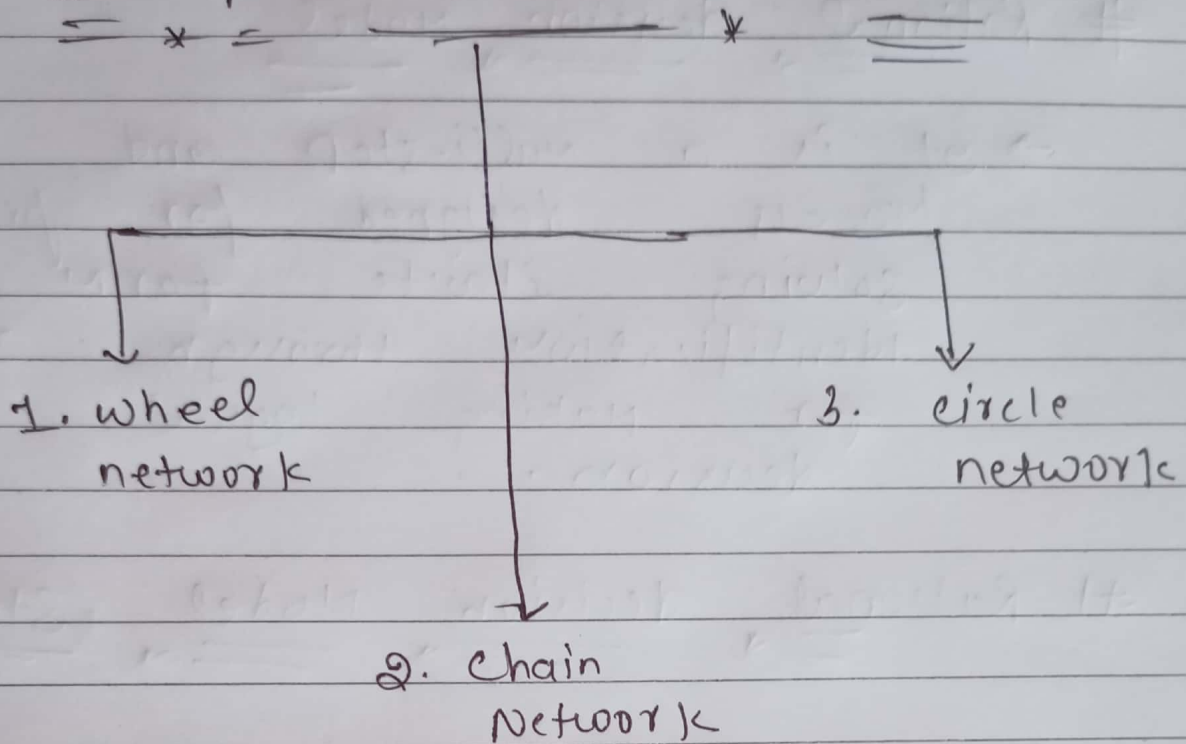 1. wheel
network
3. circle
network
2. Chain
Network